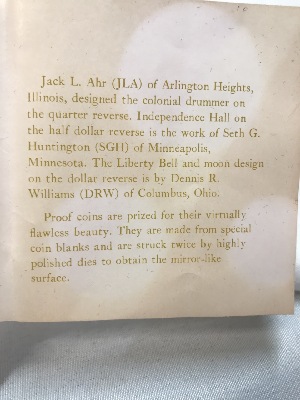 Jack L. Ahr (JLA) of Arlington Heights,
Illinois, designed the colonial drummer on
the quarter reverse. Independence Hall on
the half dollar reverse is the work of Seth G.
Huntington (SGH) of Minneapolis,
Minnesota. The Liberty Bell and moon design
on the dollar reverse is by Dennis R.
Williams (DRW) of Columbus, Ohio.
Proof coins are prized for their virtually
flawless beauty. They are made from special
coin blanks and are struck twice by highly
polished dies to obtain the mirror-like
surface.